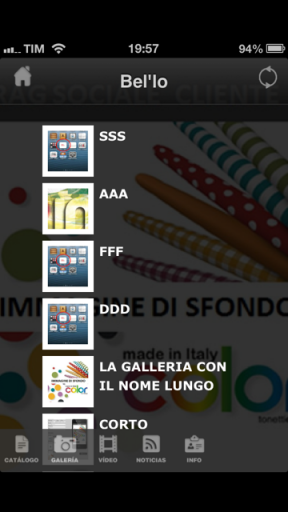 TIM 19:57 94%
Bel'lo
RAG SOCIALE CLIENTE
SSS
AAA
FFF
DDD
IMMAGINE DI SFONDO
made in Italy
LA GALLERIA CON
IL NOME LUNGO
color
CORTO
CATÁLOGO GALERÍA VÍDEO NOTICIAS INFO